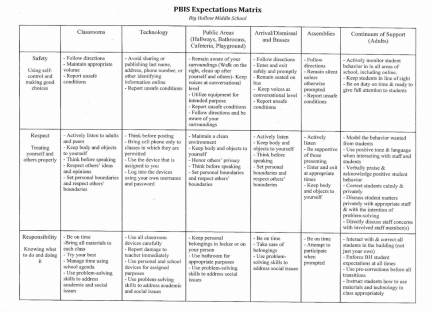 PBIS Expectations Matrix
Big Hollow Middle School
Classrooms
Technology
Public Areas
(Hallways, Bathrooms,
Cafeteria, Playground)
Arrival/Dismissal
and Busses
Assemblies
Continuum of Support
(Adults)
Safety
Using self-
control and
making good
choices
- Follow directions
- Maintain appropriate
volume
- Report unsafe
conditions
- Avoid sharing or
publishing last name,
address, phone number, or
other identifying
information online
- Report unsafe conditions
- Remain aware of your
surroundings (Walk on the
right, clean up after
yourself and others)- Keep
voices at conversational
level
- Utilize equipment for
intended purpose
- Report unsafe conditions
- Follow directions and be
aware of your
surroundings
- Follow directions
- Enter and exit
safely and promptly
- Remain seated on
bus
- Keep voices at
conversational level
- Report unsafe
conditions
- Follow
directions
- Remain silent
unless
otherwise
prompted
- Report unsafe
conditions
- Actively monitor student
behavior in in all areas of
school, including online.
- Keep students in line of sight
- Be on duty on time & ready to
give full attention to students
Respect
Treating
yourself and
others properly
- Actively listen to adults
and peers
- Keep body and objects to
yourself
- Think before speaking
- Respect others' ideas
and opinions
- Set personal boundaries
and respect others'
boundaries
- Think before posting
- Bring cell phone only to
classes in which they are
permitted
- Use the device that is
assigned to you
- Log into the devices
using your own username
and password
- Maintain a clean
environment
- Keep body and objects to
yourself
- Honor others' privacy
- Think before speaking
- Set personal boundaries
and respect others'
boundaries
- Actively listen
- Keep body and
objects to yourself
- Think before
speaking
- Set personal
boundaries and
respect others'
boundaries
- Actively
listen
- Be supportive
of those
presenting
- Enter and exit
at appropriate
times
- Keep body
and objects to
yourself
- Model the behavior wanted
from students
- Use positive tone & language
when interacting with staff and
students
- Verbally praise &
acknowledge positive student
behavior
- Correct students calmly &
privately
- Discuss student matters
privately with appropriate staff
& with the intention of
problem-solving
- Directly discuss staff concerns
with involved staff member(s)
Responsibility
Knowing what
to do and doing
it
- Be on time
- Bring all materials to
each class
- Try your best
- Manage time using
school agenda
- Use problem-solving
skills to address
academic and social
issues
- Use all classroom
devices carefully
- Report damage to
teacher immediately
- Use personal and school
devices for assigned
purposes
- Use problem-solving
skills to address academic
and social issues
- Keep personal
belongings in locker or on
your person
- Use bathroom for
appropriate purposes
- Use problem-solving
skills to address social
issues
- Be on time
- Take care of
belongings
- Use problem-
solving skills to
address social issues
- Be on time
- Attempt to
participate
when
prompted
- Interact with & correct all
students in the building (not
just your own)
- Enforce BH student
expectations at all times
- Use pre-corrections before all
transitions
- Instruct students how to use
materials and technology in
class appropriately